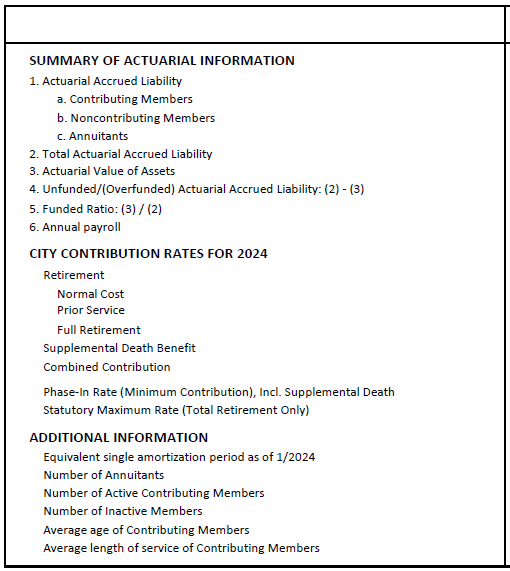 SUMMARY OF ACTUARIAL INFORMATION
1. Actuarial Accrued Liability
a. Contributing Members
b. Noncontributing Members
c. Annuitants
2. Total Actuarial Accrued Liability
3. Actuarial Value of Assets
4. Unfunded/(Overfunded) Actuarial Accrued Liability: (2) - (3)
5. Funded Ratio: (3) / (2)
6. Annual payroll
CITY CONTRIBUTION RATES FOR 2024
Retirement
Normal Cost
Prior Service
Full Retirement
Supplemental Death Benefit
Combined Contribution
Phase-In Rate (Minimum Contribution), Incl. Supplemental Death
Statutory Maximum Rate (Total Retirement Only)
ADDITIONAL INFORMATION
Equivalent single amortization period as of 1/2024
Number of Annuitants
Number of Active Contributing Members
Number of Inactive Members
Average age of Contributing Members
Average length of service of Contributing Members